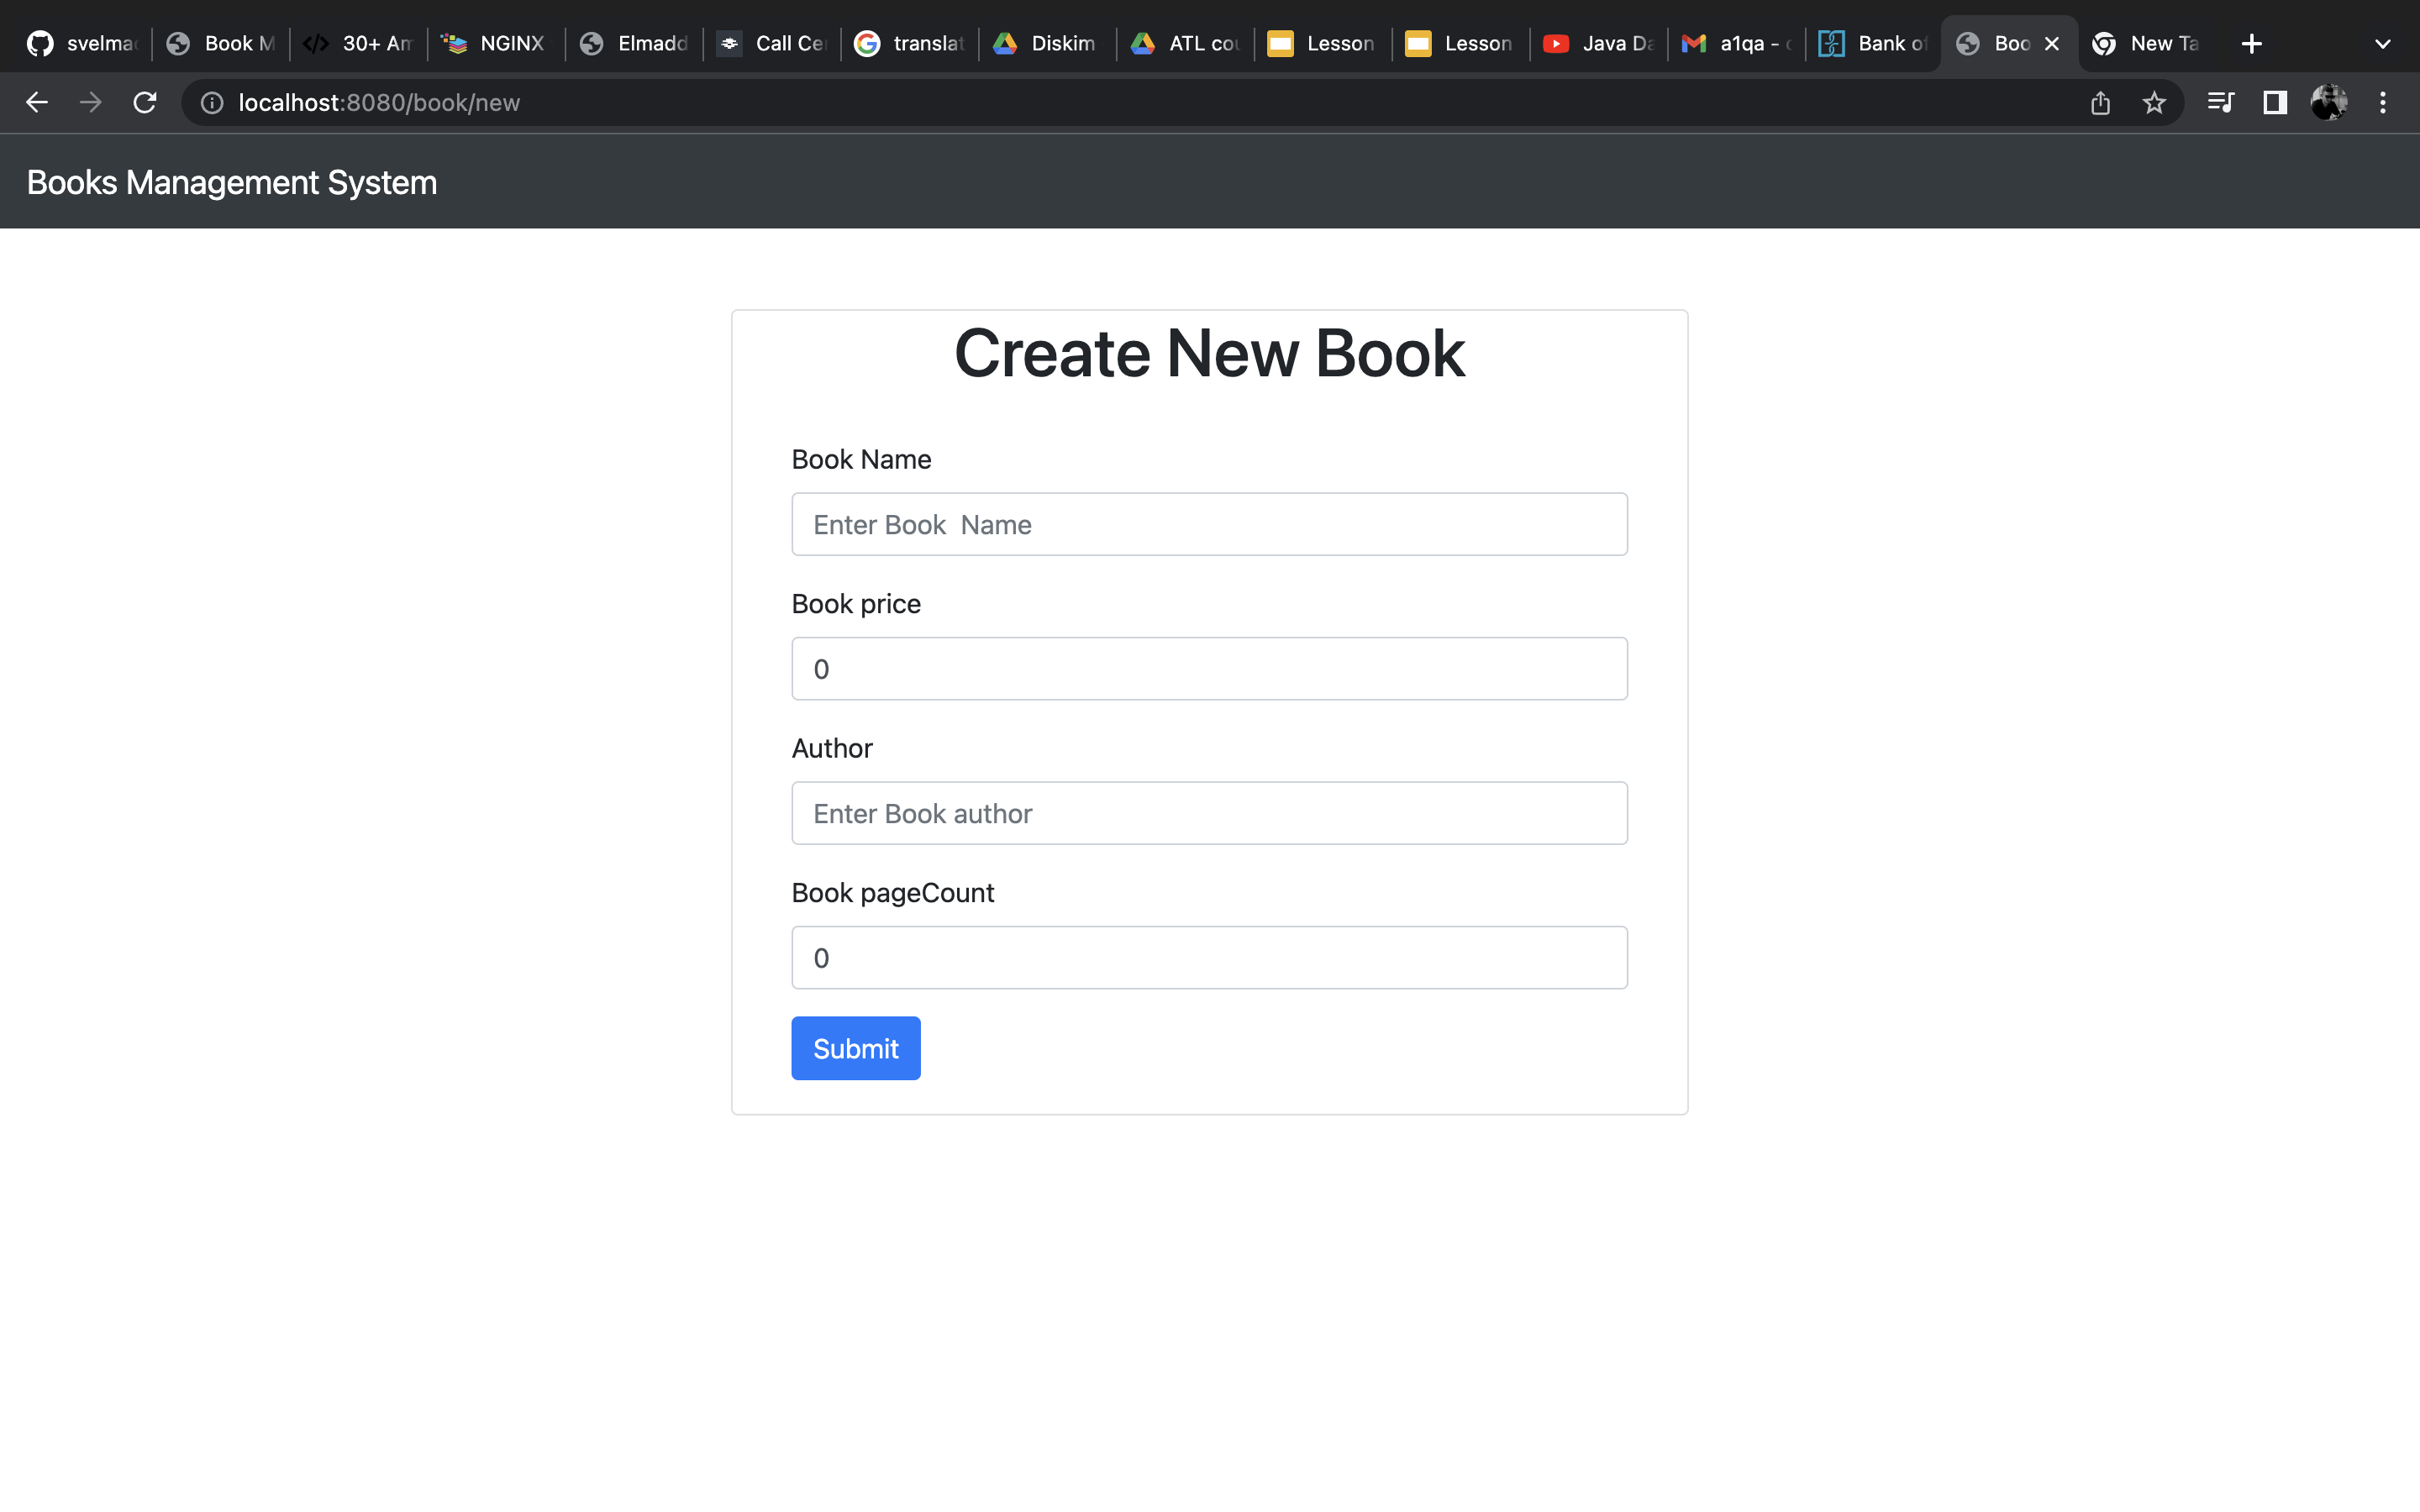 svelma Book M 30+ Am NGINX Elmadd Call Ce translat Diskim ATL cou Lesson Lesson Java Da a1qa - Bank of Boo New Ta
localhost:8080/book/new
Books Management System
Create New Book
Book Name
Enter Book  Name
Book price
0
Author
Enter Book author
Book pageCount
0
Submit